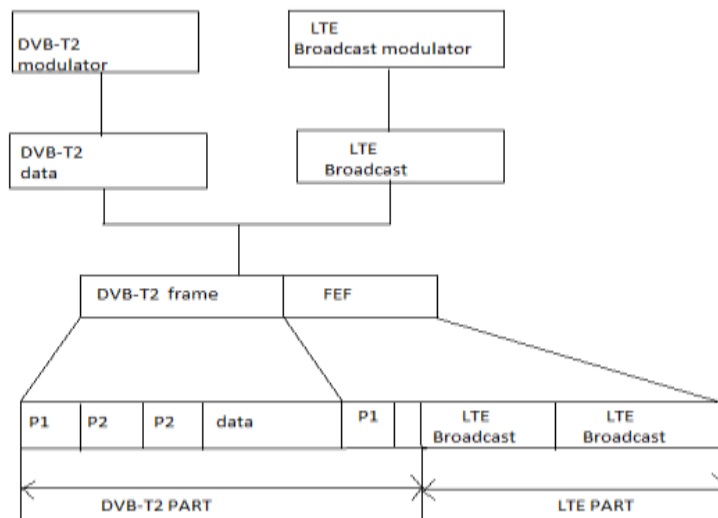 DVB-T2
modulator
LTE
Broadcast modulator
DVB-T2
data
LTE
Broadcast
DVB-T2 frame
FEF
P1
P2
P2
data
P1
LTE
Broadcast
LTE
Broadcast
DVB-T2 PART
LTE PART